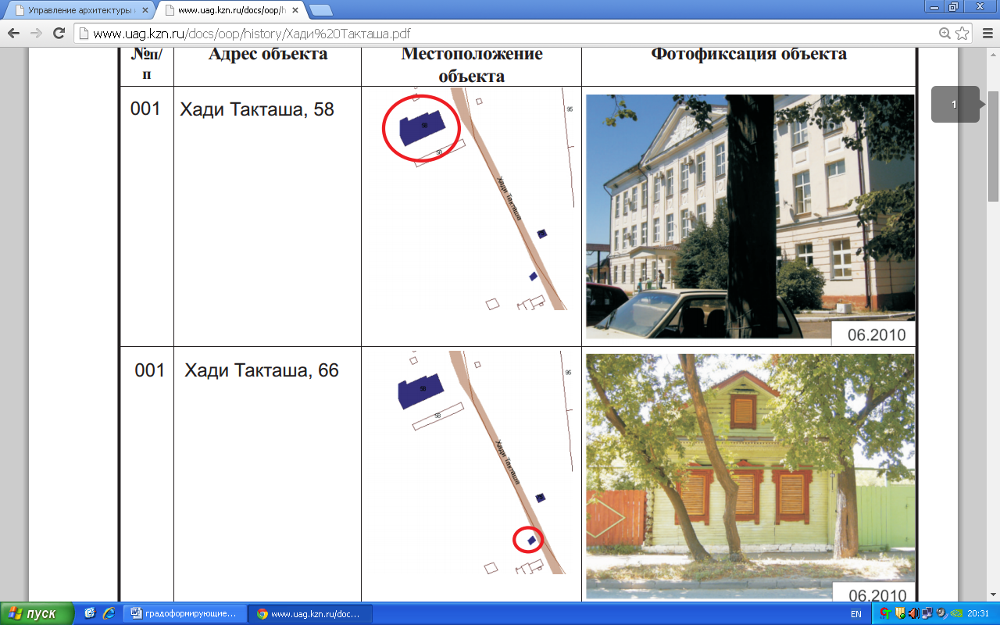 Управление архитектуры
www.uag.kzn.ru/docs/oop/h
www.uag.kzn.ru/docs/oop/history/Хади%20Такташа.pdf
№п/
п
Адрес объекта
Местоположение
объекта
Фотофиксация объекта
1
001
Хади Такташа, 58
58
56
95
Хади Такташа
06.2010
001
Хади Такташа, 66
58
56
95
Хади Такташа
06.2010
пуск
градоформирующие...
www.uag.kzn.ru/doc...
EN
20:31